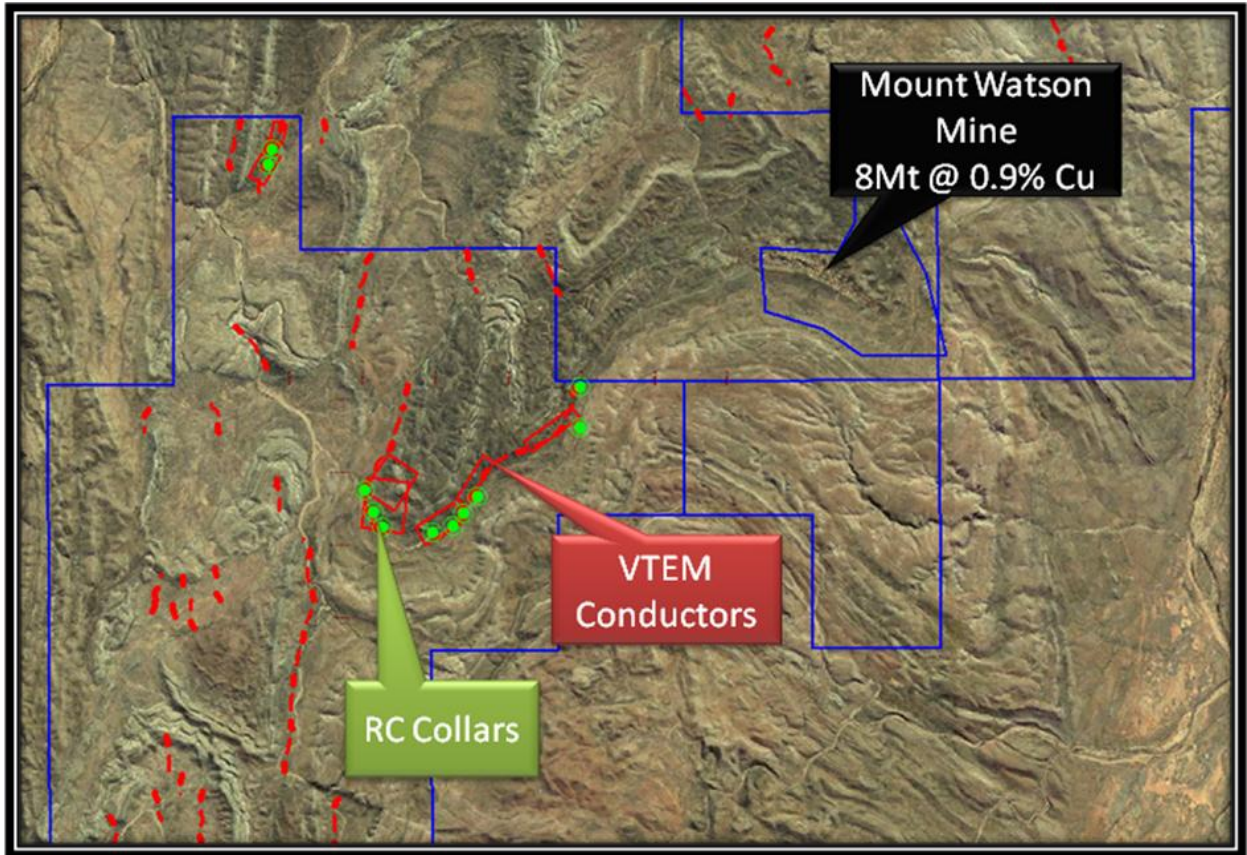 Mount Watson
Mine
8Mt @ 0.9% Cu
VTEM
Conductors
RC Collars